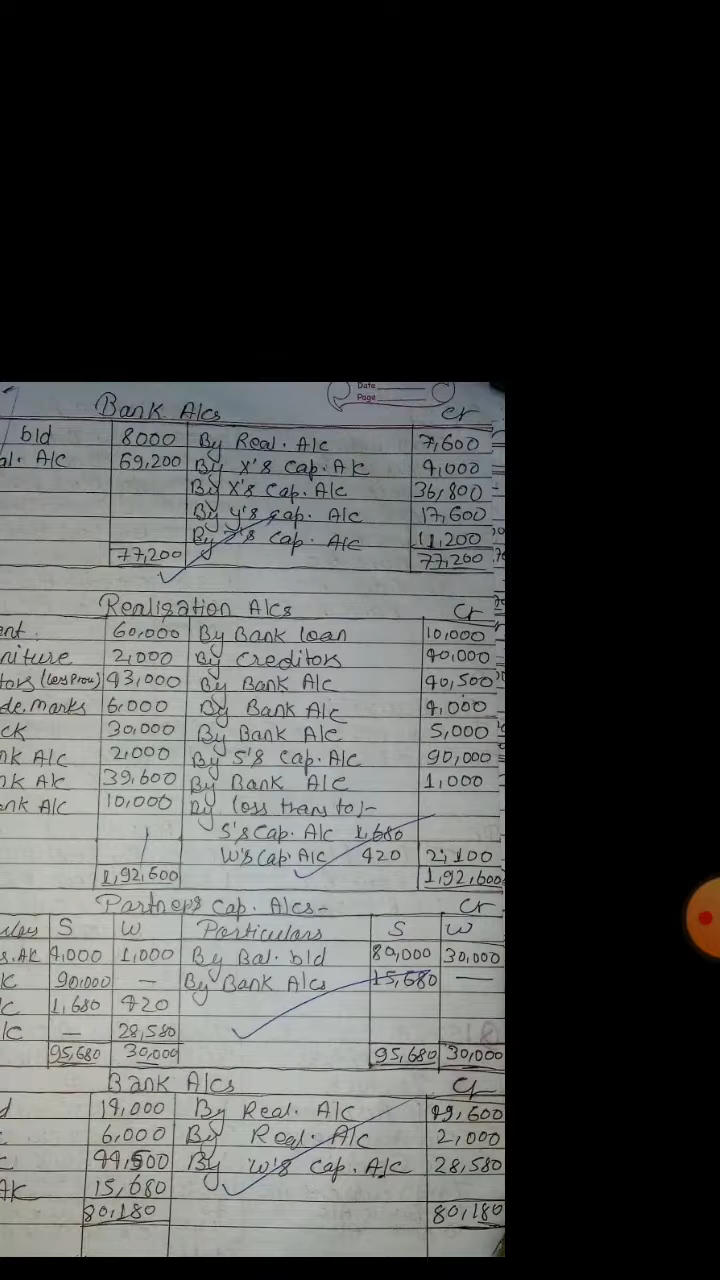 Date
Page
Bank A/cs Cr
bld 8000 By Real. A/c 7,600
al. A/c 69,200 By X's Cap. A/c 4,000
By X's Cap. A/c 36,800
By Y's Cap. A/c 17,600
By Z's Cap. A/c 11,200
77,200 77,200
Realisation A/cs Cr
ent. 60,000 By Bank loan 10,000
niture 2,000 By Creditors 40,000
tors (less Prov.) 43,000 By Bank A/c 40,500
de. marks 6,000 By Bank A/c 4,000
ck 30,000 By Bank A/c 5,000
nk A/c 2,000 By S's Cap. A/c 90,000
nk A/c 39,600 By Bank A/c 1,000
ank A/c 10,000 By loss trans to:-
S's Cap. A/c 1,680
W's Cap. A/c 420 2,100
1,92,600 1,92,600
Partners Cap. A/cs- Cr
ulars S W Particulars S W
s. A/c 4,000 1,000 By Bal. bld 80,000 30,000
c 90,000 — By Bank A/cs 15,680 —
c 1,680 420
/c — 28,580
95,680 30,000 95,680 30,000
Bank A/cs Cr
d 14,000 By Real. A/c 49,600
c 6,000 By Real. A/c 2,000
c 44,500 By W's Cap. A/c 28,580
A/c 15,680
80,180 80,180